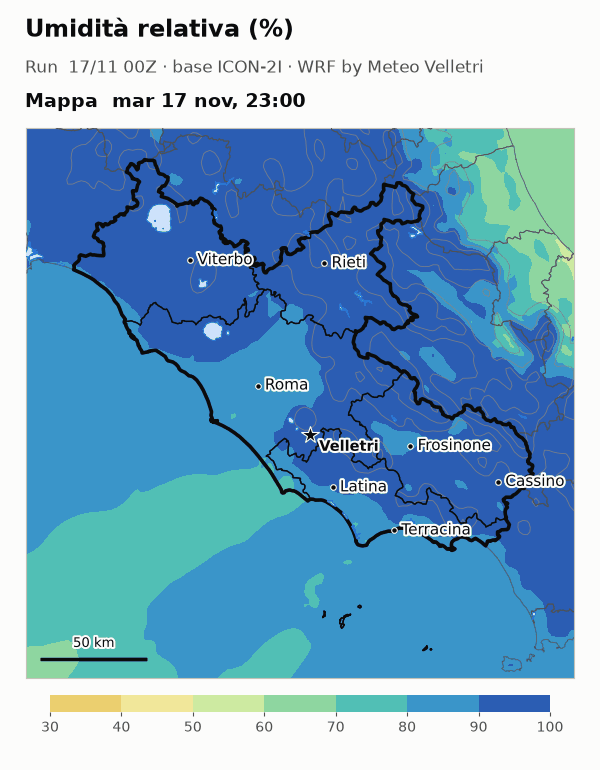 Umidità relativa (%)
Run  17/11 00Z · base ICON-2I · WRF by Meteo Velletri
Mappa  mar 17 nov, 23:00
Viterbo
Rieti
Roma
Velletri
Frosinone
Latina
Cassino
Terracina
50 km
30 40 50 60 70 80 90 100